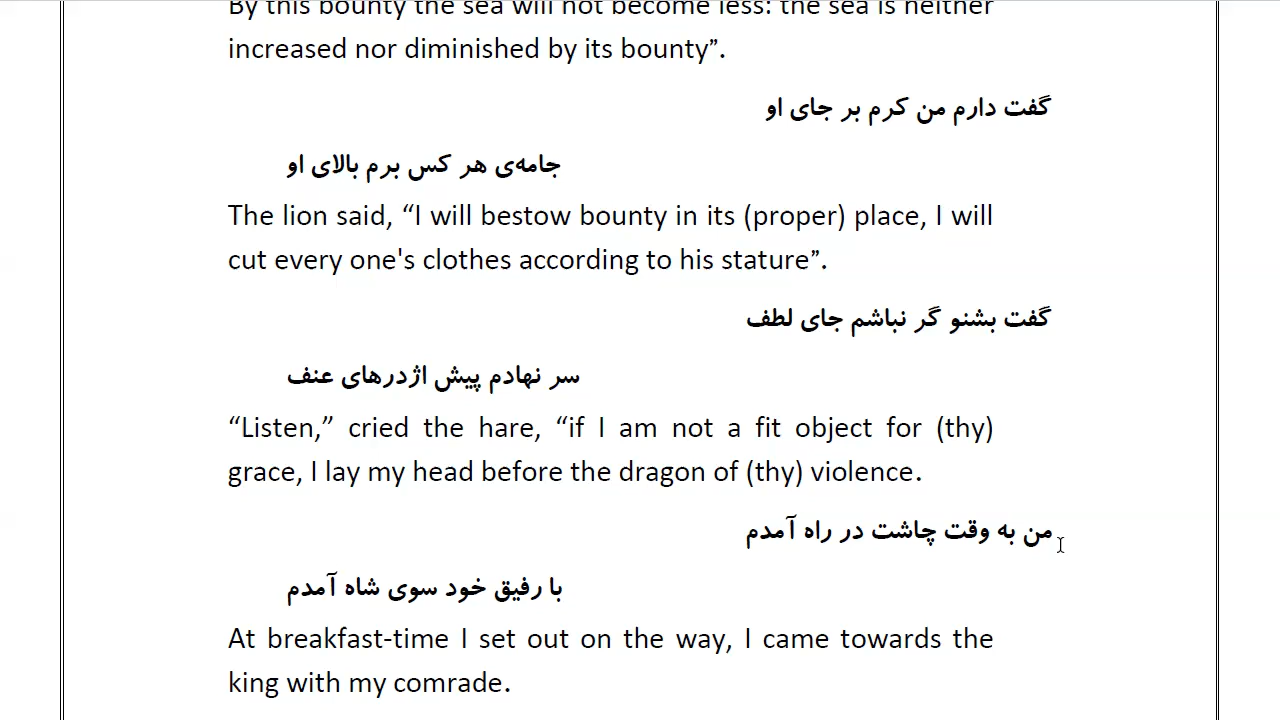 By this bounty the sea will not become less: the sea is neither
increased nor diminished by its bounty”.
گفت دارم من کرم بر جای او
جامه‌ی هر کس برم بالای او
The lion said, “I will bestow bounty in its (proper) place, I will
cut every one's clothes according to his stature”.
گفت بشنو گر نباشم جای لطف
سر نهادم پیش اژدرهای عنف
“Listen,” cried the hare, “if I am not a fit object for (thy)
grace, I lay my head before the dragon of (thy) violence.
من به وقت چاشت در راه آمدم
با رفیق خود سوی شاه آمدم
At breakfast-time I set out on the way, I came towards the
king with my comrade.